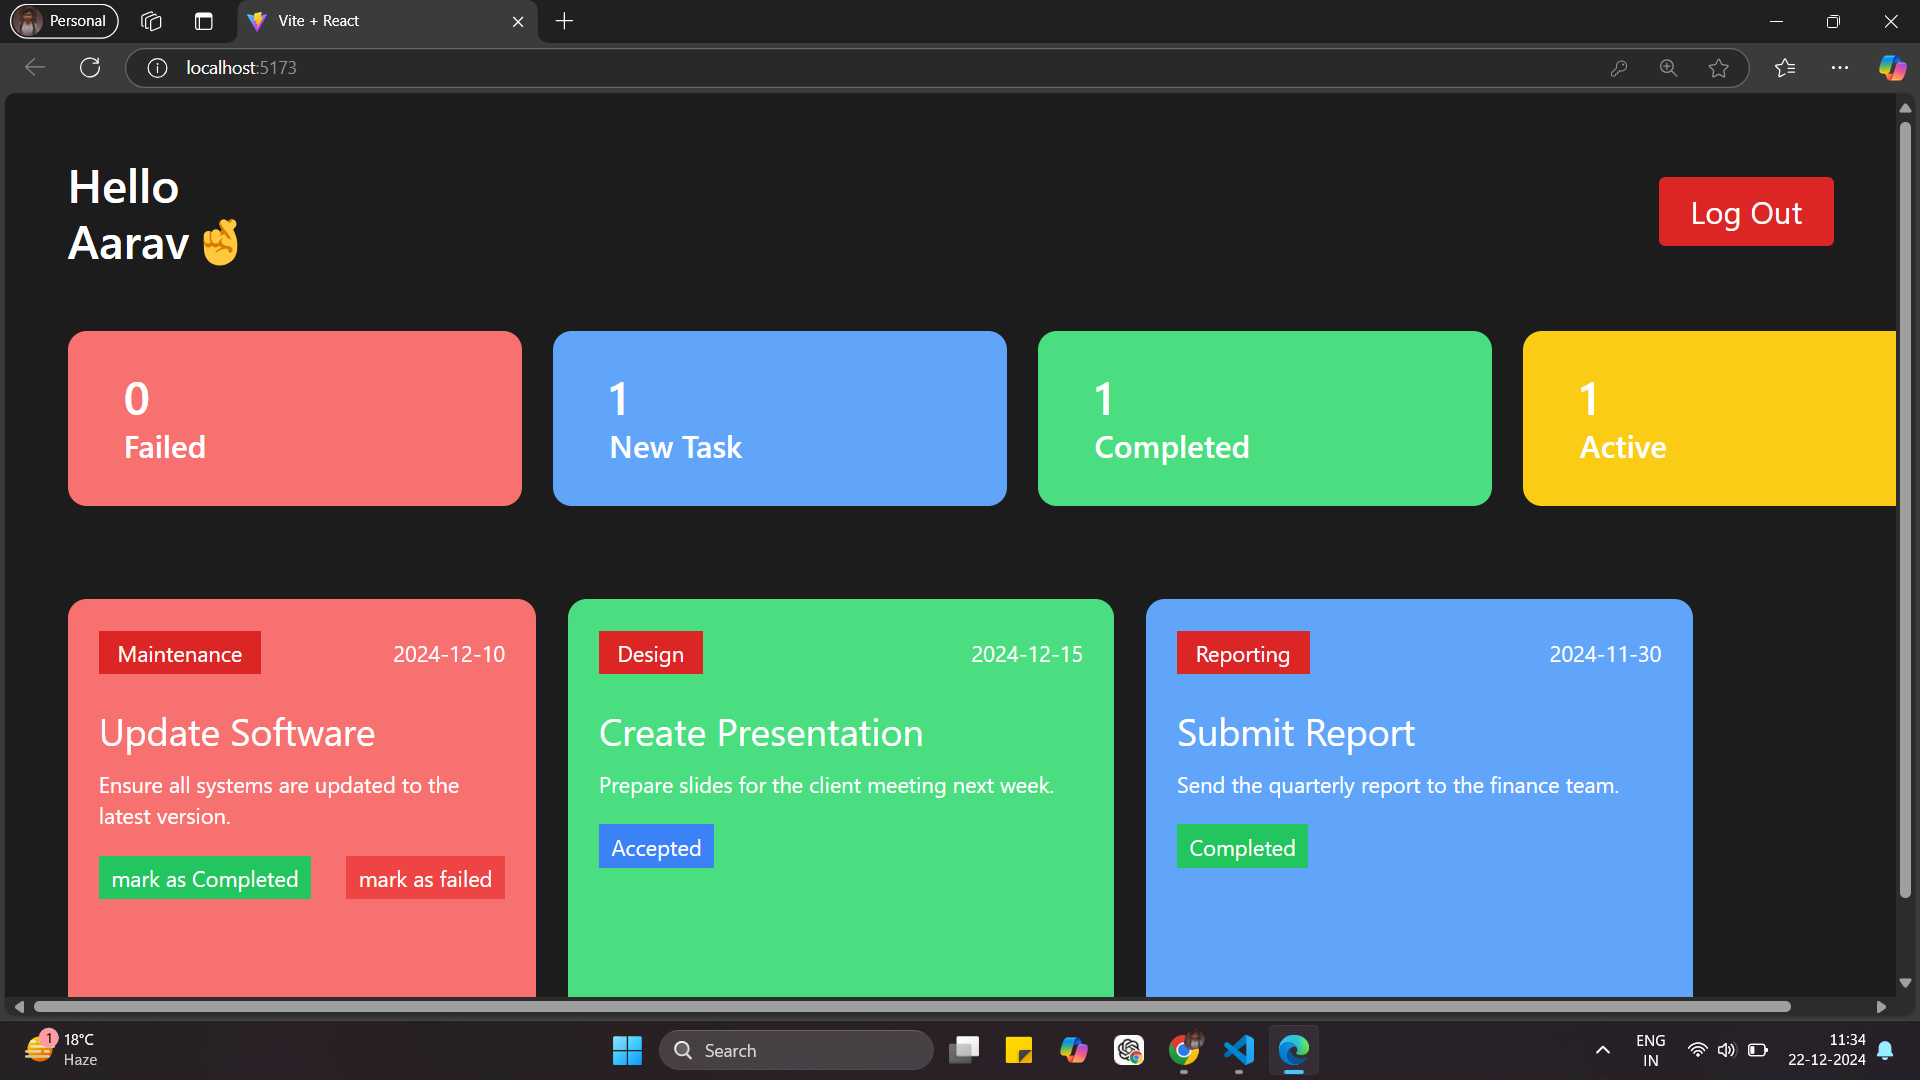 Personal
Vite + React
localhost:5173
Hello
Aarav 🤞
Log Out
0
Failed
1
New Task
1
Completed
1
Active
Maintenance
2024-12-10
Update Software
Ensure all systems are updated to the
latest version.
mark as Completed
mark as failed
Design
2024-12-15
Create Presentation
Prepare slides for the client meeting next week.
Accepted
Reporting
2024-11-30
Submit Report
Send the quarterly report to the finance team.
Completed
1
18°C
Haze
Search
ENG
IN
11:34
22-12-2024